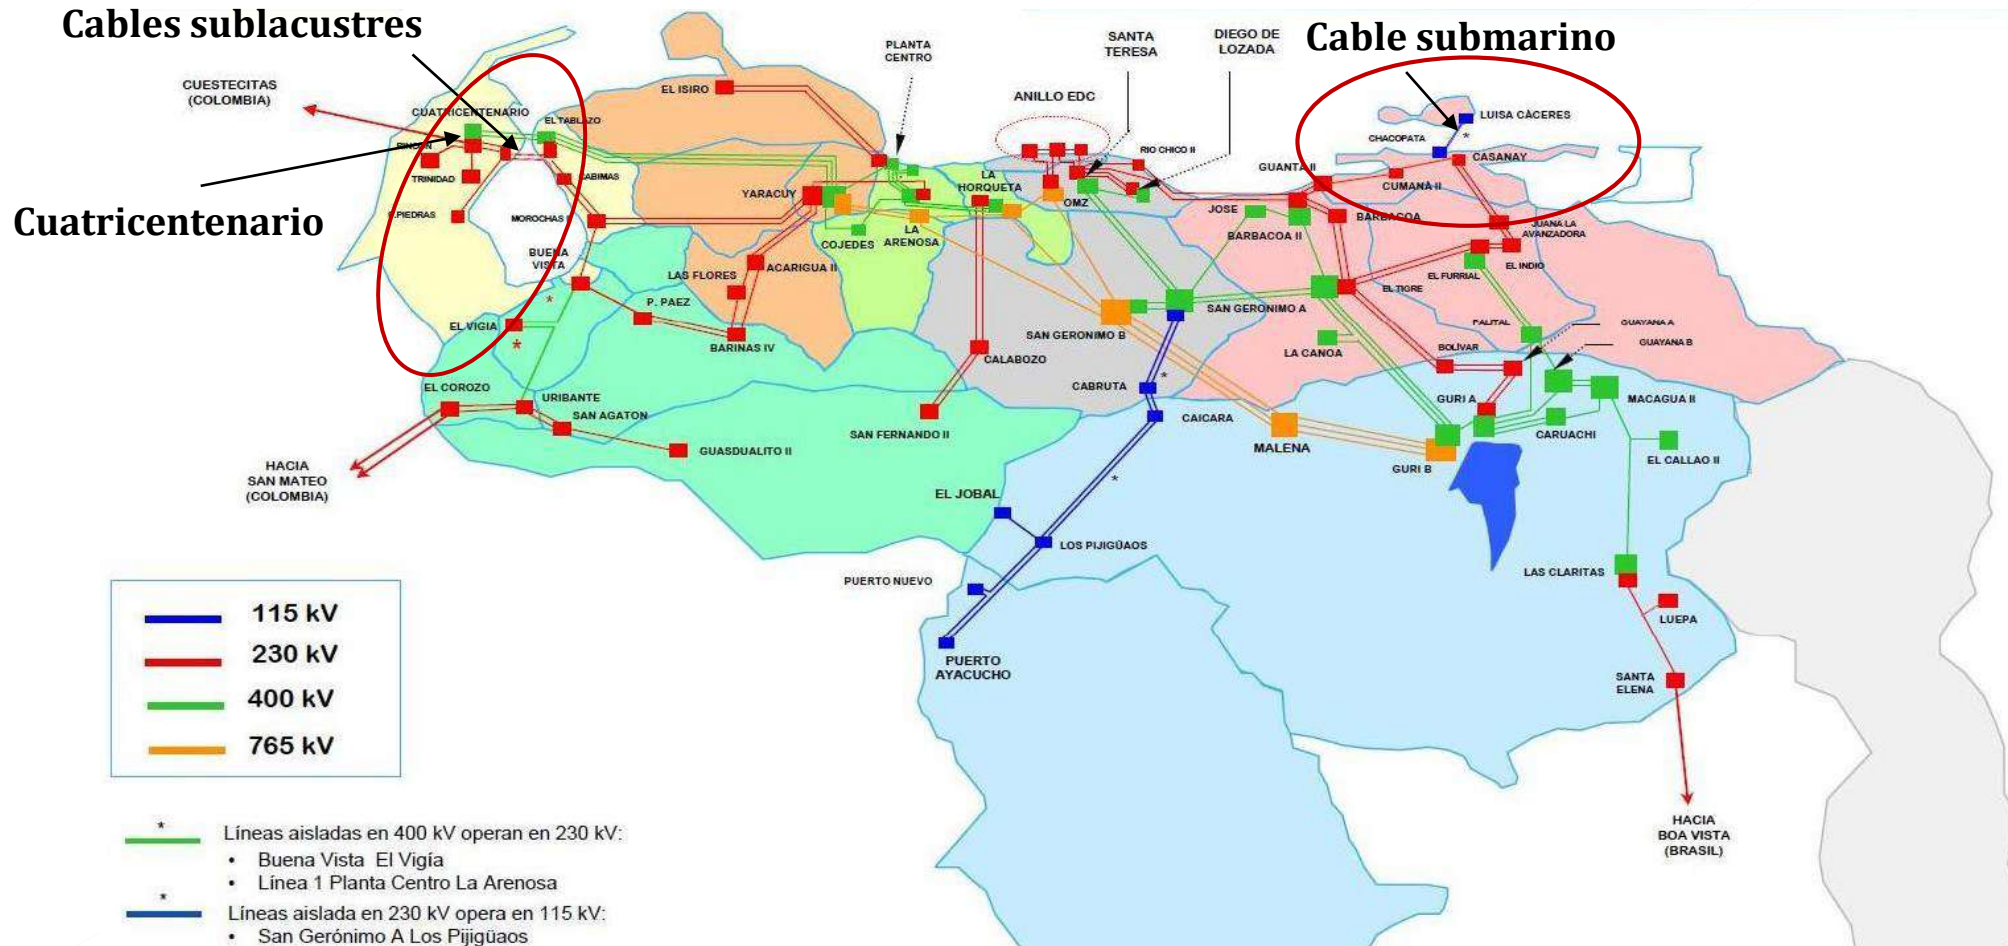 Cables sublacustres
Cable submarino
Cuatricentenario
CUESTECITAS
(COLOMBIA)
CUATRICENTENARIO
EL TABLAZO
RINCÓN
TRINIDAD
CABIMAS
C.PIEDRAS
MOROCHAS II
BUENA
VISTA
EL ISIRO
PLANTA
CENTRO
SANTA
TERESA
DIEGO DE
LOZADA
ANILLO EDC
RIO CHICO II
LUISA CÀCERES
CHACOPATA
CASANAY
GUANTA II
CUMANÁ II
YARACUY
LA
HORQUETA
OMZ
JOSE
BARBACOA
BARBACOA II
JUANA LA
AVANZADORA
COJEDES
LA
ARENOSA
LAS FLORES
ACARIGUA II
EL FURRIAL
EL INDIO
EL TIGRE
P. PAEZ
EL VIGIA
BARINAS IV
SAN GERONIMO A
SAN GERONIMO B
PALITAL
GUAYANA A
GUAYANA B
LA CANOA
BOLÍVAR
CALABOZO
CABRUTA
EL COROZO
URIBANTE
SAN AGATON
GURI A
MACAGUA II
CAICARA
CARUACHI
SAN FERNANDO II
MALENA
GURI B
EL CALLAO II
GUASDUALITO II
HACIA
SAN MATEO
(COLOMBIA)
EL JOBAL
LOS PIJIGÜAOS
PUERTO NUEVO
LAS CLARITAS
LUEPA
PUERTO
AYACUCHO
SANTA
ELENA
HACIA
BOA VISTA
(BRASIL)
115 kV
230 kV
400 kV
765 kV
* Líneas aisladas en 400 kV operan en 230 kV:
• Buena Vista El Vigía
• Línea 1 Planta Centro La Arenosa
* Líneas aislada en 230 kV opera en 115 kV:
• San Gerónimo A Los Pijigüaos